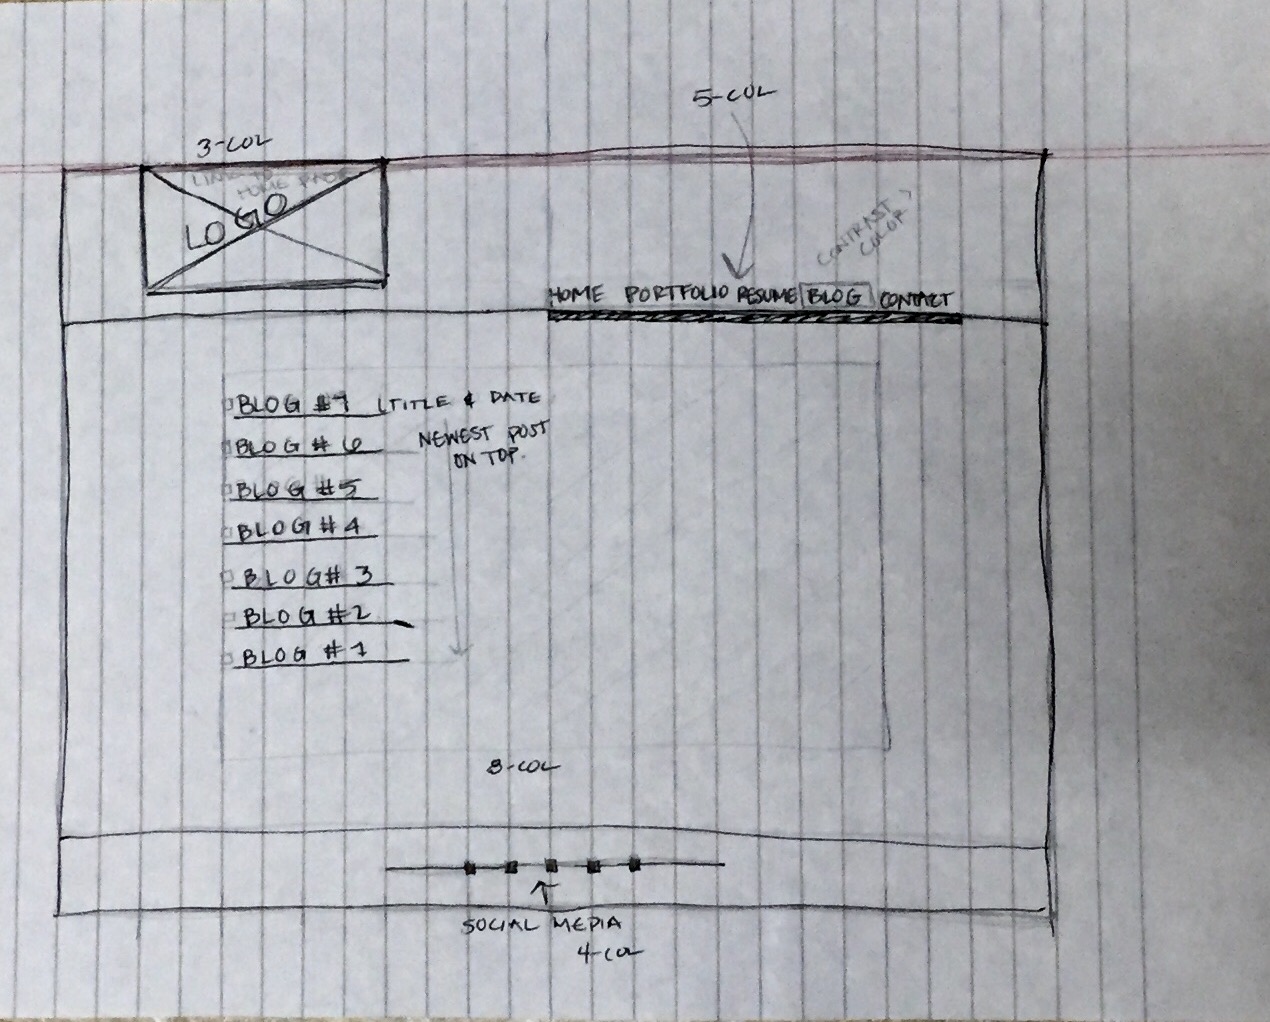 5-COL
3-COL
LINKS TO
HOME PAGE
LOGO
CONTRAST
COLOR
HOME PORTFOLIO RESUME BLOG CONTACT
BLOG #7 (TITLE & DATE
BLOG #6 NEWEST POST
ON TOP.
BLOG #5
BLOG #4
BLOG #3
BLOG #2
BLOG #1
8-COL
SOCIAL MEDIA
4-COL